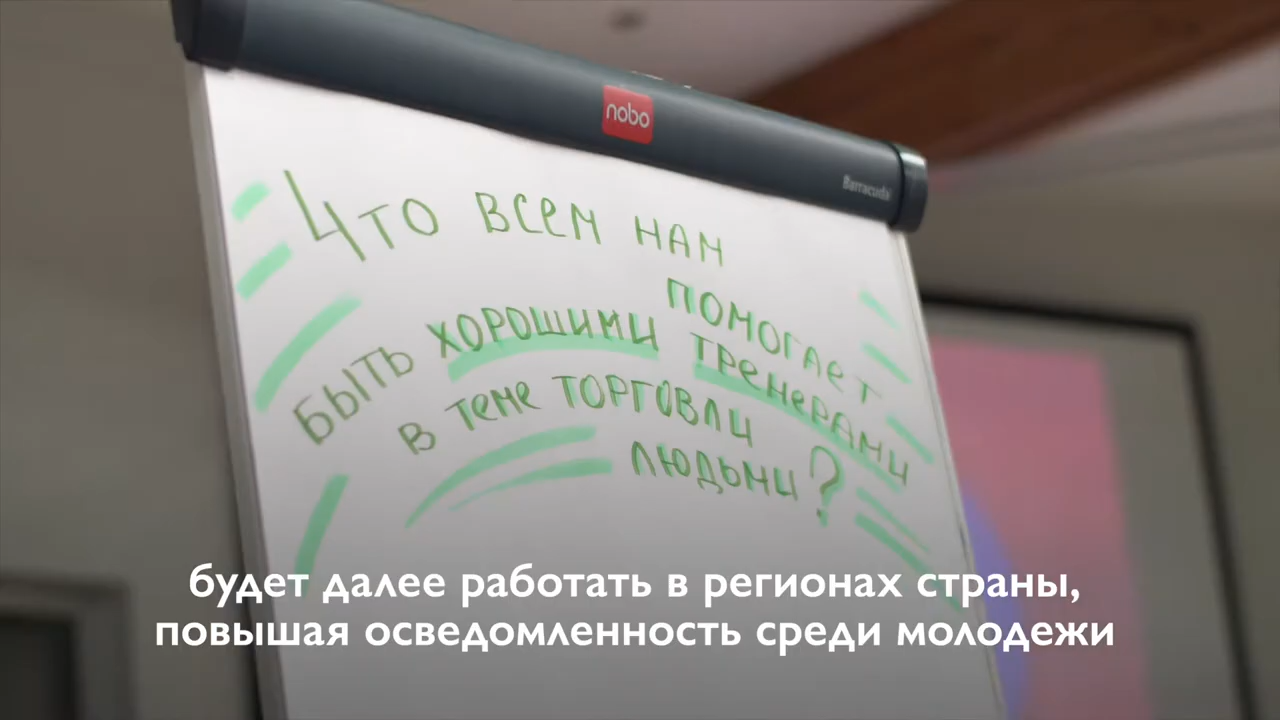 nobo
Barracuda
Что всем нам
помогает
быть хорошими тренерами
в теме торговли
людьми?
будет далее работать в регионах страны,
повышая осведомленность среди молодежи